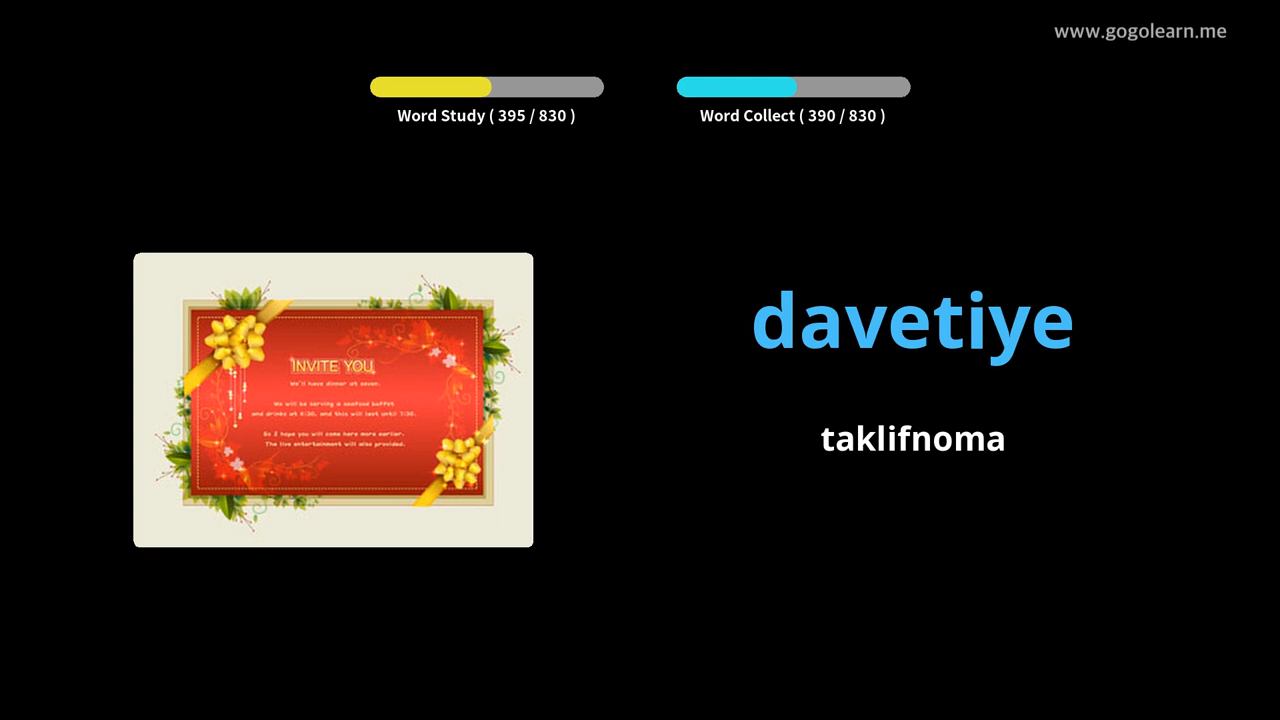 www.gogolearn.me
Word Study ( 395 / 830 )
Word Collect ( 390 / 830 )
INVITE YOU
We'll have dinner at seven.
We will be serving a seafood buffet
and drinks at 6:30, and this will last until 7:30.
So I hope you will come here more earlier.
The live entertainment will also provided.
davetiye
taklifnoma